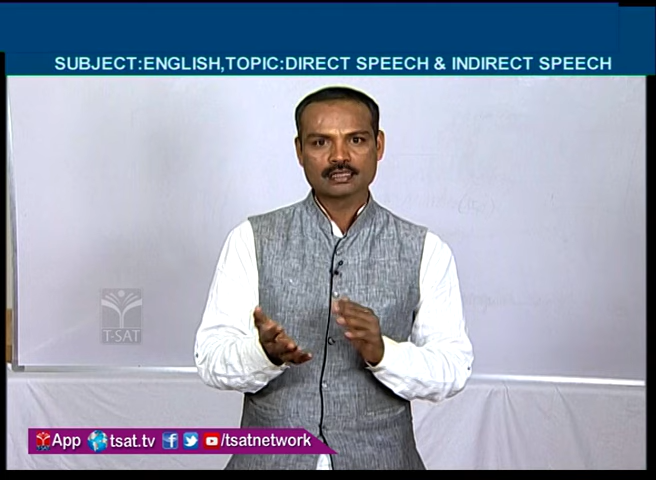 SUBJECT:ENGLISH,TOPIC:DIRECT SPEECH & INDIRECT SPEECH
T-SAT
App tsat.tv /tsatnetwork